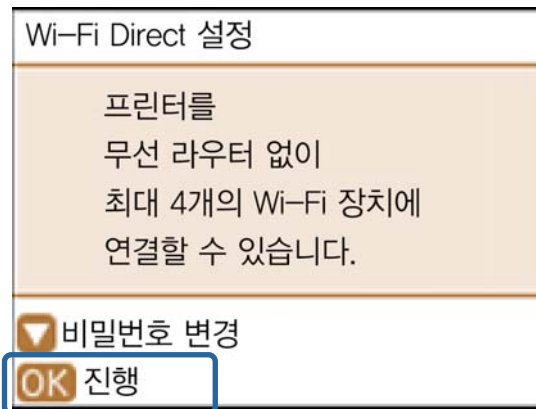 Wi-Fi Direct 설정
프린터를
무선 라우터 없이
최대 4개의 Wi-Fi 장치에
연결할 수 있습니다.
비밀번호 변경
OK 진행